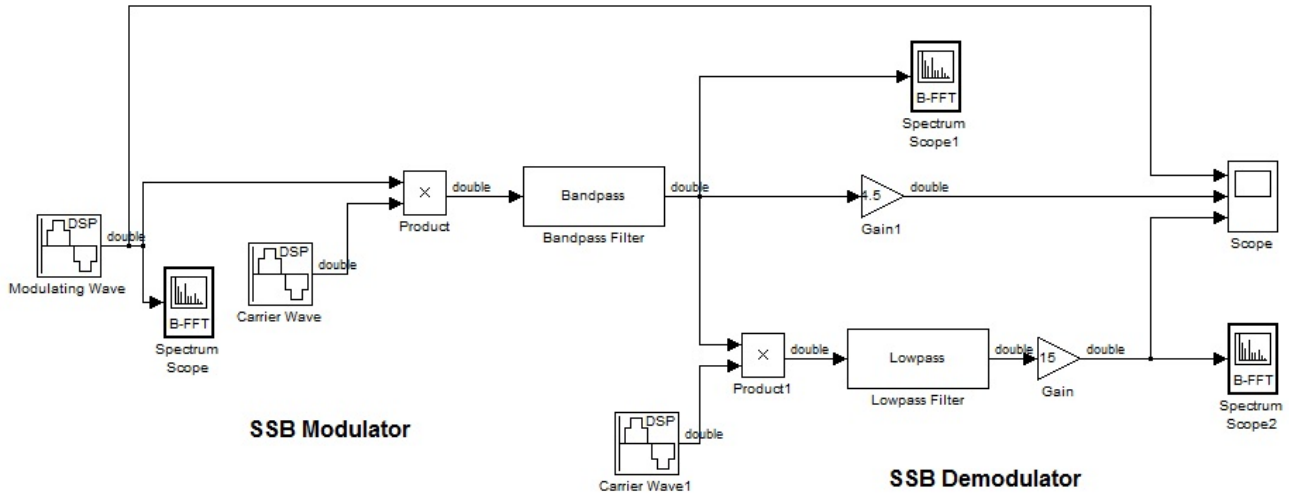 B-FFT
Spectrum
Scope1
×
double
Bandpass
double
4.5
double
Product
Bandpass Filter
Gain1
Scope
DSP
double
Modulating Wave
DSP
double
Carrier Wave
B-FFT
Spectrum
Scope
×
double
Lowpass
double
15
double
Product1
Lowpass Filter
Gain
B-FFT
Spectrum
Scope2
SSB Modulator
DSP
double
Carrier Wave1
SSB Demodulator